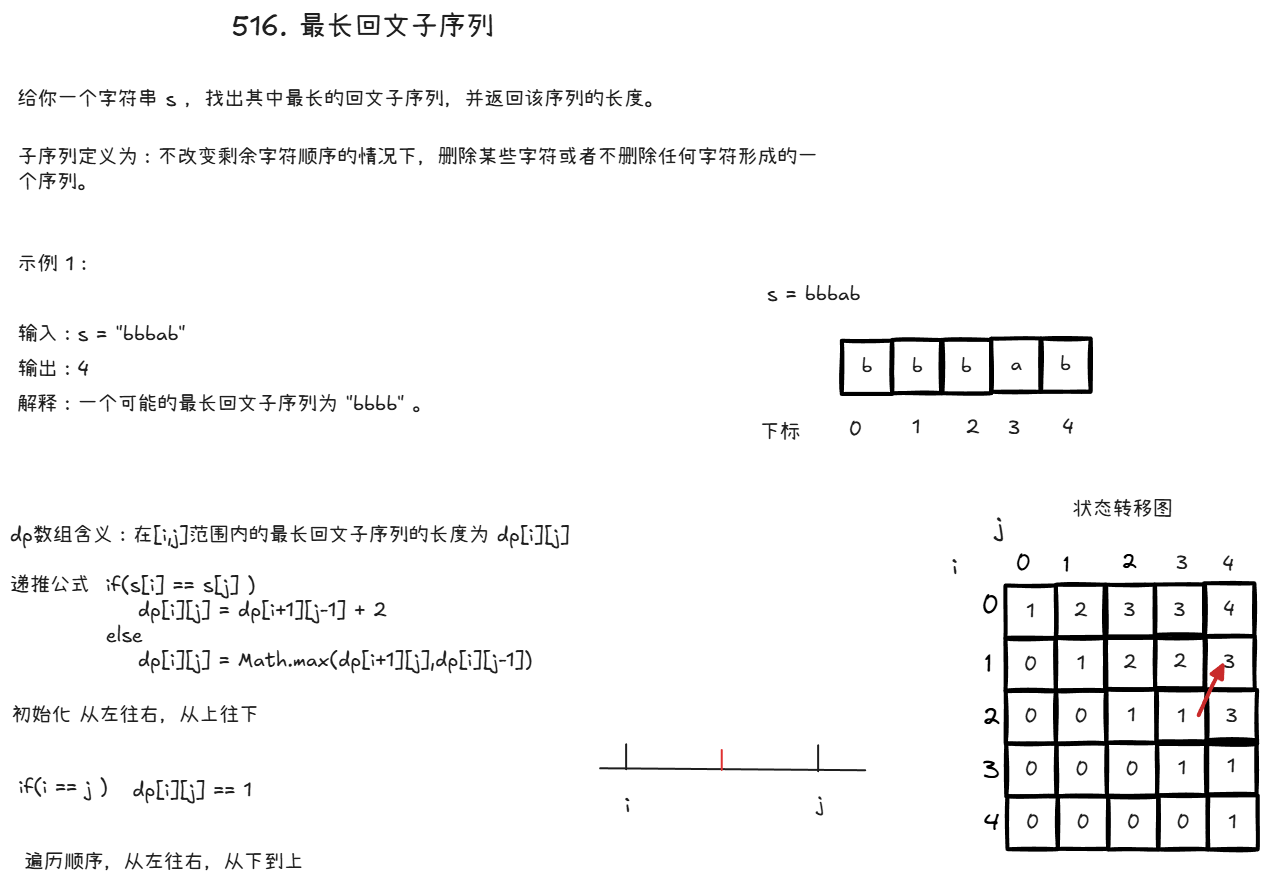 516. 最长回文子序列
给你一个字符串 s ，找出其中最长的回文子序列，并返回该序列的长度。
子序列定义为：不改变剩余字符顺序的情况下，删除某些字符或者不删除任何字符形成的一
个序列。
示例 1：
输入：s = "bbbab"
输出：4
解释：一个可能的最长回文子序列为 "bbbb" 。
s = bbbab
b b b a b
下标 0 1 2 3 4
dp数组含义：在[i,j]范围内的最长回文子序列的长度为 dp[i][j]
递推公式 if(s[i] == s[j] )
dp[i][j] = dp[i+1][j-1] + 2
else
dp[i][j] = Math.max(dp[i+1][j],dp[i][j-1])
初始化 从左往右，从上往下
if(i == j ) dp[i][j] == 1
遍历顺序，从左往右，从下到上
i j
状态转移图
j
i 0 1 2 3 4
0 1 2 3 3 4
1 0 1 2 2 3
2 0 0 1 1 3
3 0 0 0 1 1
4 0 0 0 0 1